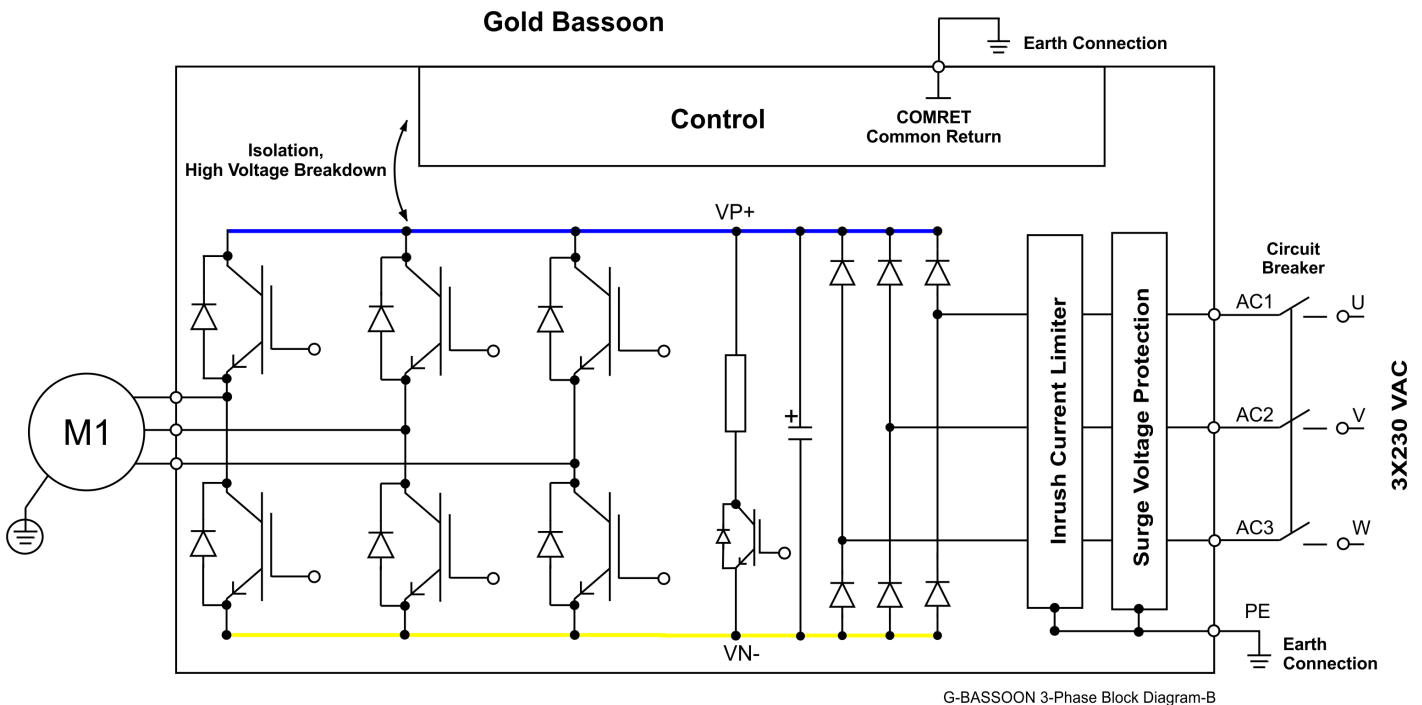 Gold Bassoon
Earth Connection
Control
COMRET
Common Return
Isolation,
High Voltage Breakdown
VP+
Circuit
Breaker
AC1
U
M1
+
Inrush Current Limiter
Surge Voltage Protection
AC2
V
3X230 VAC
AC3
W
PE
VN-
Earth
Connection
G-BASSOON 3-Phase Block Diagram-B